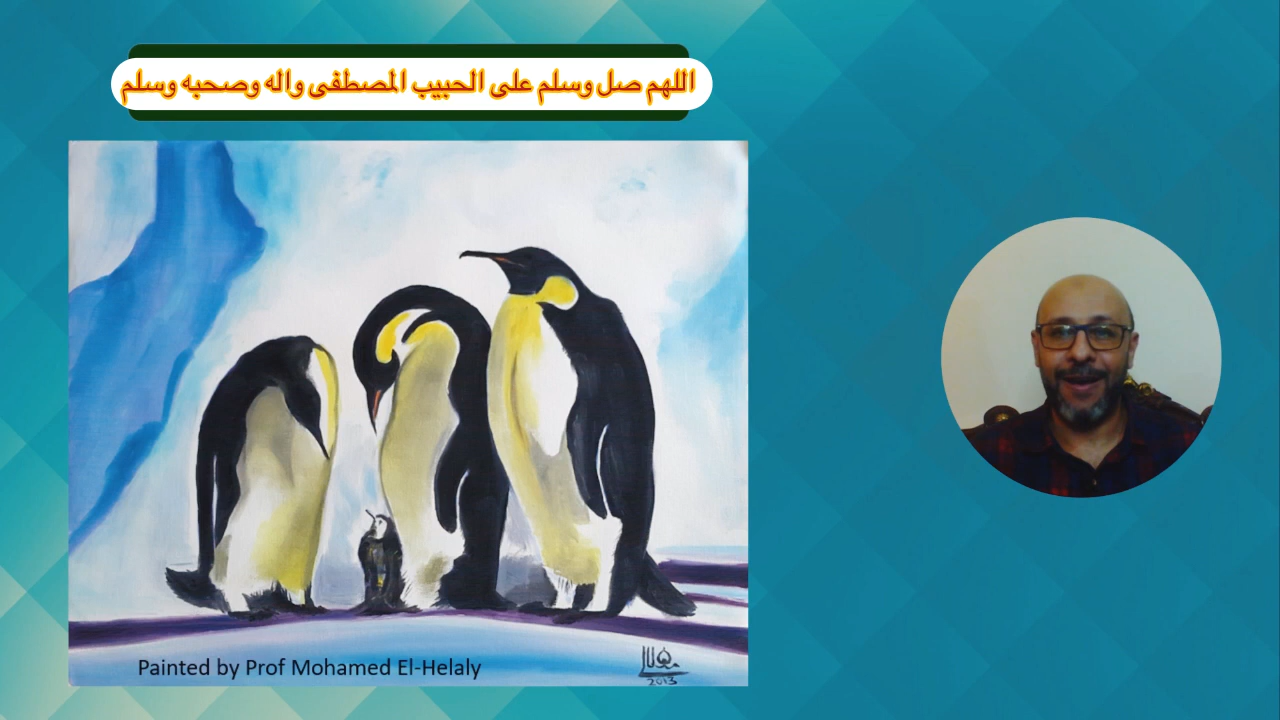 اللهم صل وسلم على الحبيب المصطفى واله وصحبه وسلم
Painted by Prof Mohamed El-Helaly
2013